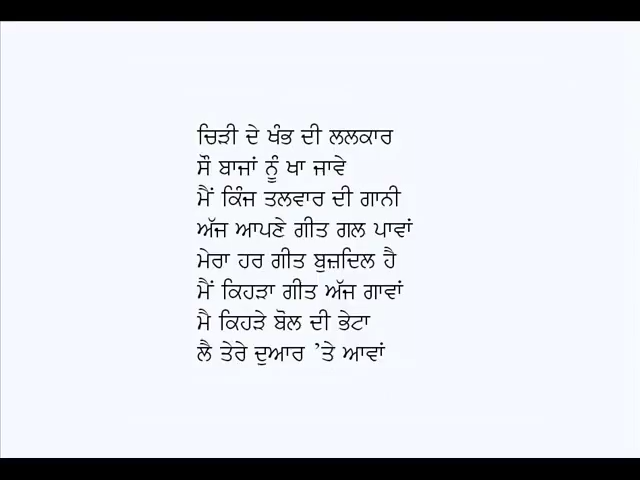 ਚਿੜੀ ਦੇ ਖੰਭ ਦੀ ਲਲਕਾਰ
ਸੌ ਬਾਜਾਂ ਨੂੰ ਖਾ ਜਾਵੇ
ਮੈਂ ਕਿੰਜ ਤਲਵਾਰ ਦੀ ਗਾਨੀ
ਅੱਜ ਆਪਣੇ ਗੀਤ ਗਲ ਪਾਵਾਂ
ਮੇਰਾ ਹਰ ਗੀਤ ਬੁਜ਼ਦਿਲ ਹੈ
ਮੈਂ ਕਿਹੜਾ ਗੀਤ ਅੱਜ ਗਾਵਾਂ
ਮੈ ਕਿਹੜੇ ਬੋਲ ਦੀ ਭੇਟਾ
ਲੈ ਤੇਰੇ ਦੁਆਰ ’ਤੇ ਆਵਾਂ